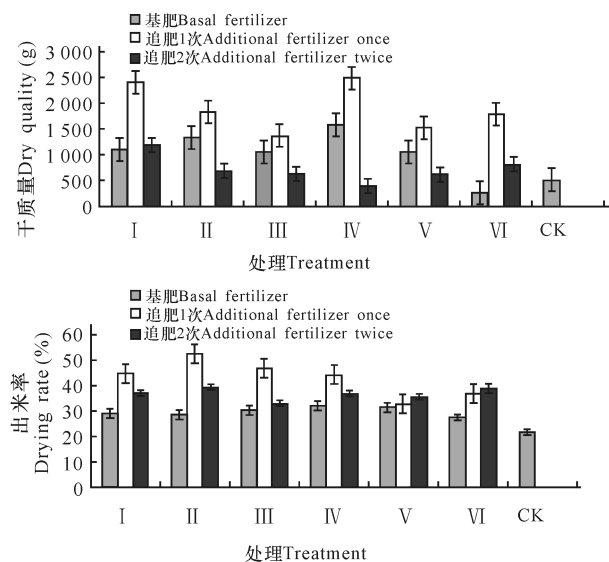 基肥Basal fertilizer
追肥1次Additional fertilizer once
追肥2次Additional fertilizer twice
干质量Dry quality(g)
3 000
2 500
2 000
1 500
1 000
500
0
Ⅰ Ⅱ Ⅲ Ⅳ Ⅴ Ⅵ CK
处理Treatment
基肥Basal fertilizer
追肥1次Additional fertilizer once
追肥2次Additional fertilizer twice
出米率
Drying rate(%)
60
50
40
30
20
10
0
Ⅰ Ⅱ Ⅲ Ⅳ Ⅴ Ⅵ CK
处理Treatment